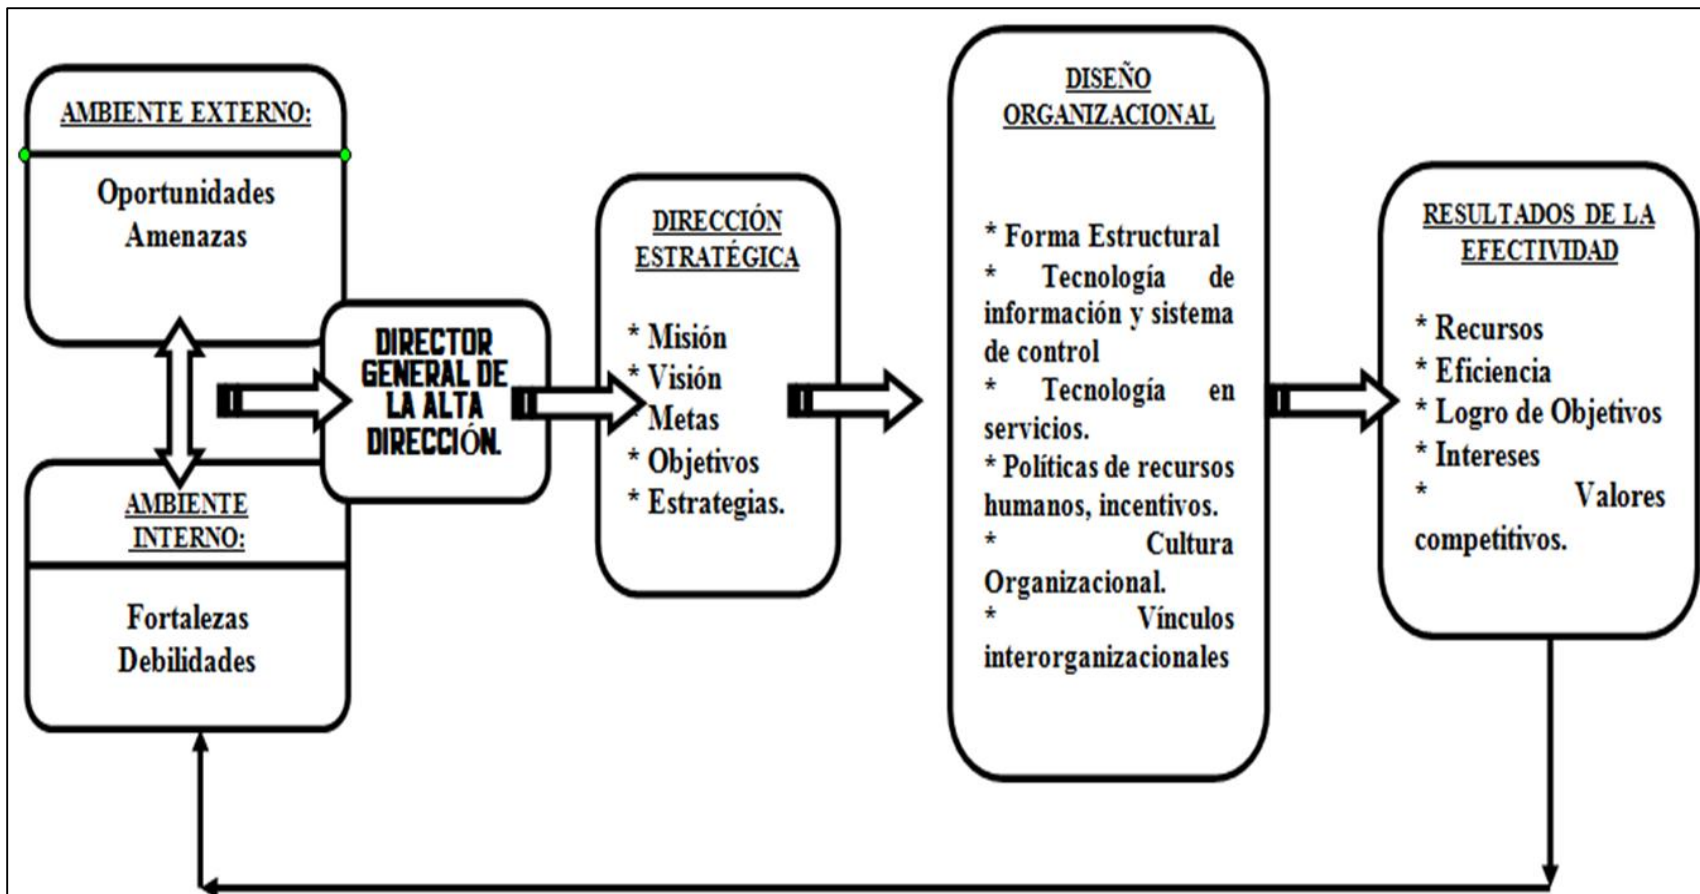 AMBIENTE EXTERNO:
Oportunidades
Amenazas
AMBIENTE
INTERNO:
Fortalezas
Debilidades
DIRECTOR
GENERAL DE
LA ALTA
DIRECCIÓN.
DIRECCIÓN
ESTRATÉGICA
* Misión
* Visión
* Metas
* Objetivos
* Estrategias.
DISEÑO
ORGANIZACIONAL
* Forma Estructural
* Tecnología de
información y sistema
de control
* Tecnología en
servicios.
* Políticas de recursos
humanos, incentivos.
* Cultura
Organizacional.
* Vínculos
interorganizacionales
RESULTADOS DE LA
EFECTIVIDAD
* Recursos
* Eficiencia
* Logro de Objetivos
* Intereses
* Valores
competitivos.